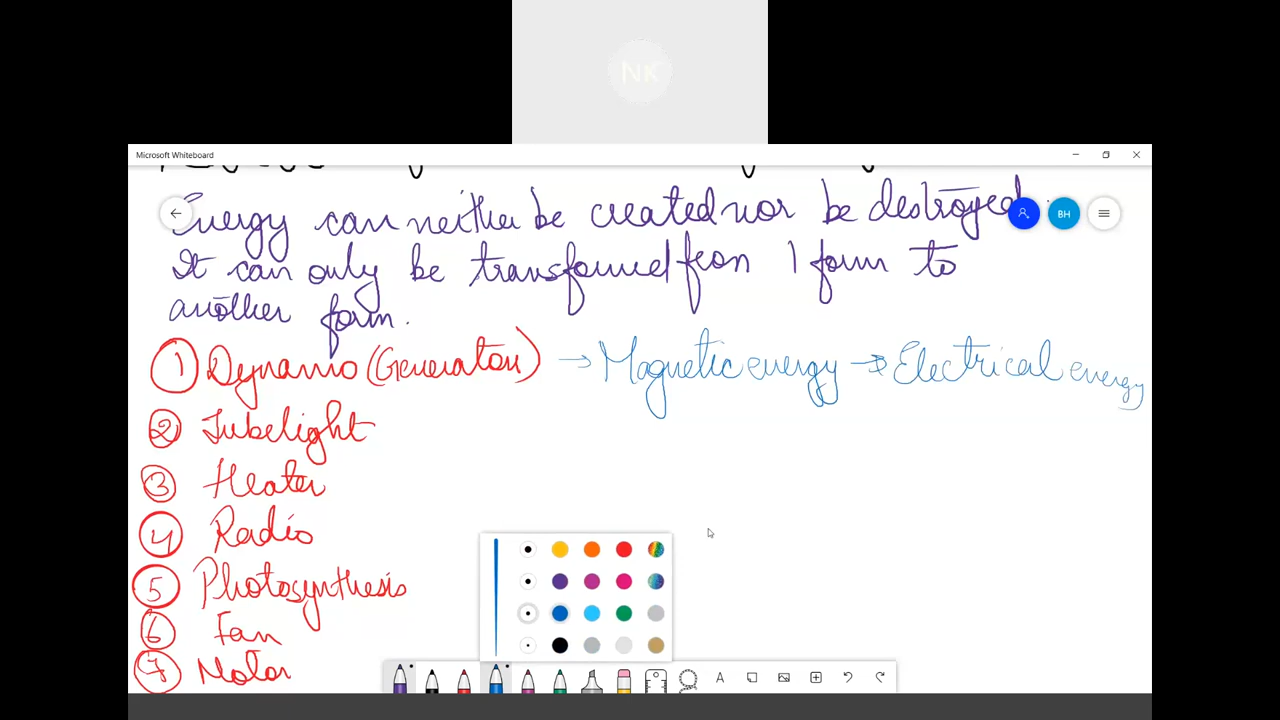 NK
Microsoft Whiteboard
Energy can neither be created nor be destroyed.
BH
It can only be transformed from 1 form to
another form.
1 Dynamo (Generator) → Magnetic energy → Electrical energy
2 Tubelight
3 Heater
4 Radio
5 Photosynthesis
6 Fan
7 Motor
A